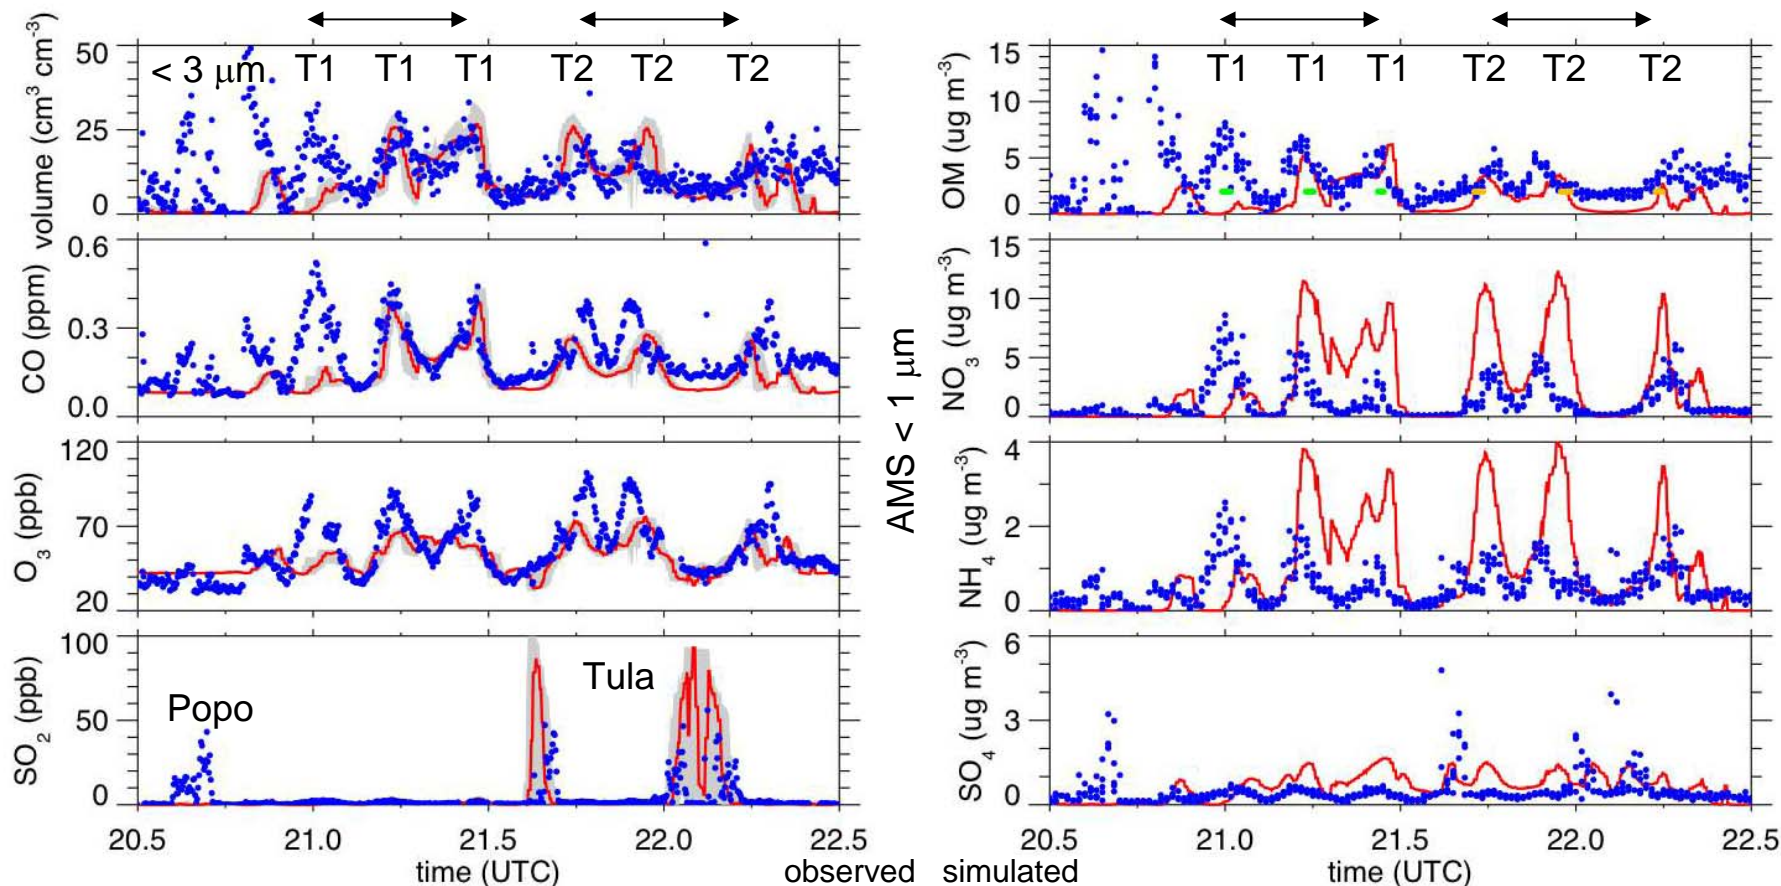 < 3 μm T1 T1 T1 T2 T2 T2
volume (cm³ cm⁻³)
50
25
0
CO (ppm)
0.6
0.3
0.0
O₃ (ppb)
120
70
20
SO₂ (ppb)
100
50
0
Popo
Tula
20.5 21.0 21.5 22.0 22.5
time (UTC)
AMS < 1 μm
T1 T1 T1 T2 T2 T2
OM (ug m⁻³)
15
10
5
0
NO₃ (ug m⁻³)
15
10
5
0
NH₄ (ug m⁻³)
4
2
0
SO₄ (ug m⁻³)
6
3
0
20.5 21.0 21.5 22.0 22.5
time (UTC)
observed simulated